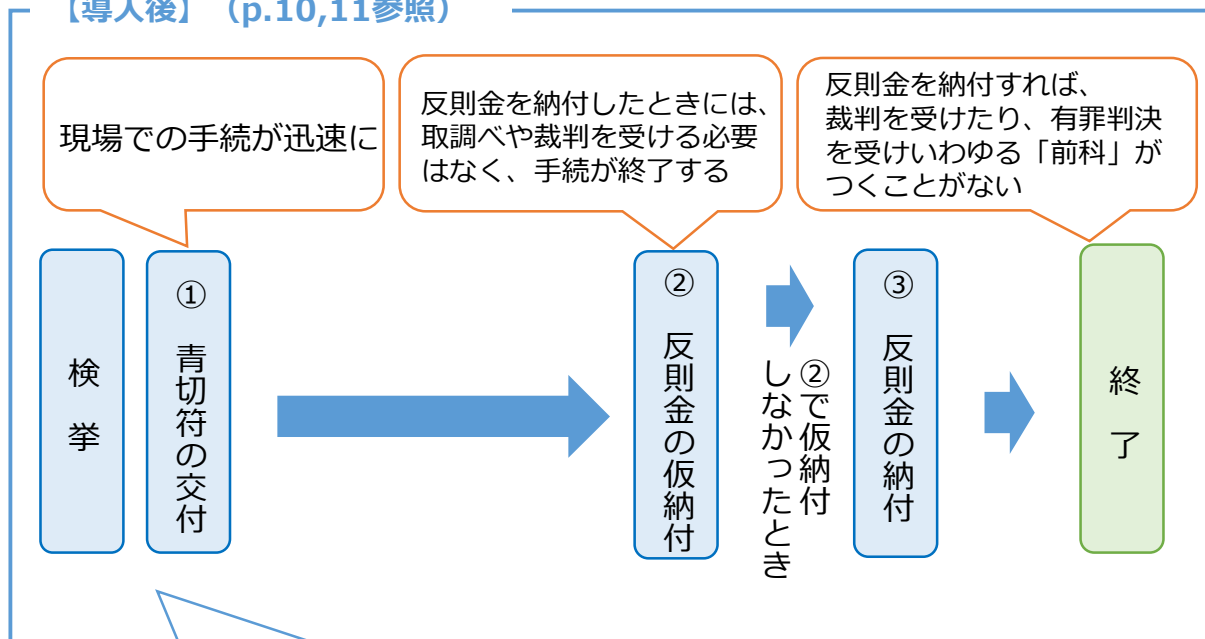 【導入後】（p.10,11参照）
現場での手続が迅速に
反則金を納付したときには、
取調べや裁判を受ける必要
はなく、手続が終了する
反則金を納付すれば、
裁判を受けたり、有罪判決
を受けいわゆる「前科」が
つくことがない
検挙
① 青切符の交付
② 反則金の仮納付
②で仮納付
しなかったとき
③ 反則金の納付
終了